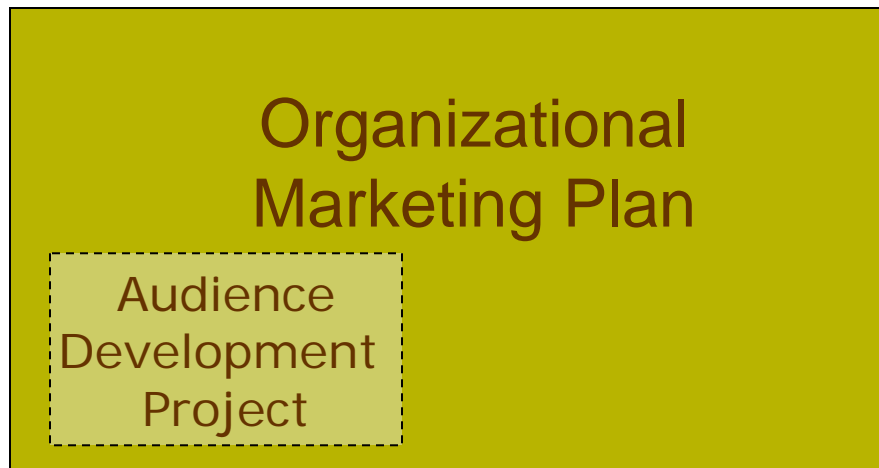 Organizational
Marketing Plan
Audience
Development
Project